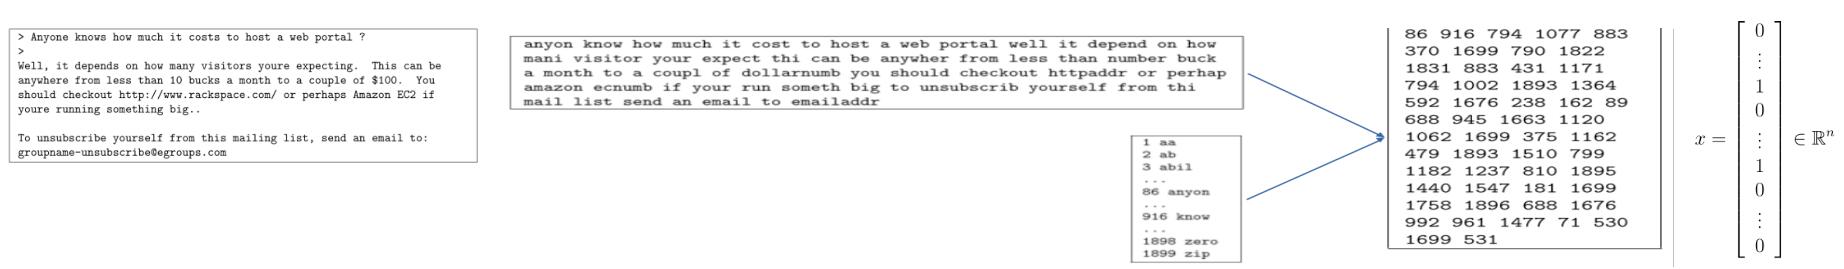 > Anyone knows how much it costs to host a web portal ?
>
Well, it depends on how many visitors youre expecting. This can be
anywhere from less than 10 bucks a month to a couple of $100. You
should checkout http://www.rackspace.com/ or perhaps Amazon EC2 if
youre running something big..
To unsubscribe yourself from this mailing list, send an email to:
groupname-unsubscribe@egroups.com
anyon know how much it cost to host a web portal well it depend on how
mani visitor your expect thi can be anywher from less than number buck
a month to a coupl of dollarnumb you should checkout httpaddr or perhap
amazon ecnumb if your run someth big to unsubscrib yourself from thi
mail list send an email to emailaddr
1 aa
2 ab
3 abil
...
86 anyon
...
916 know
...
1898 zero
1899 zip
86 916 794 1077 883
370 1699 790 1822
1831 883 431 1171
794 1002 1893 1364
592 1676 238 162 89
688 945 1663 1120
1062 1699 375 1162
479 1893 1510 799
1182 1237 810 1895
1440 1547 181 1699
1758 1896 688 1676
992 961 1477 71 530
1699 531
0
⋮
1
0
x = ⋮ ∈ ℝⁿ
1
0
⋮
0